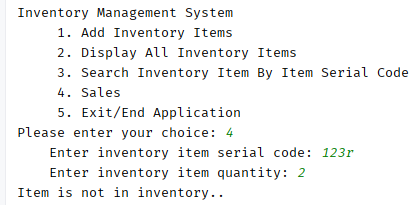 Inventory Management System
1. Add Inventory Items
2. Display All Inventory Items
3. Search Inventory Item By Item Serial Code
4. Sales
5. Exit/End Application
Please enter your choice: 4
Enter inventory item serial code: 123r
Enter inventory item quantity: 2
Item is not in inventory..